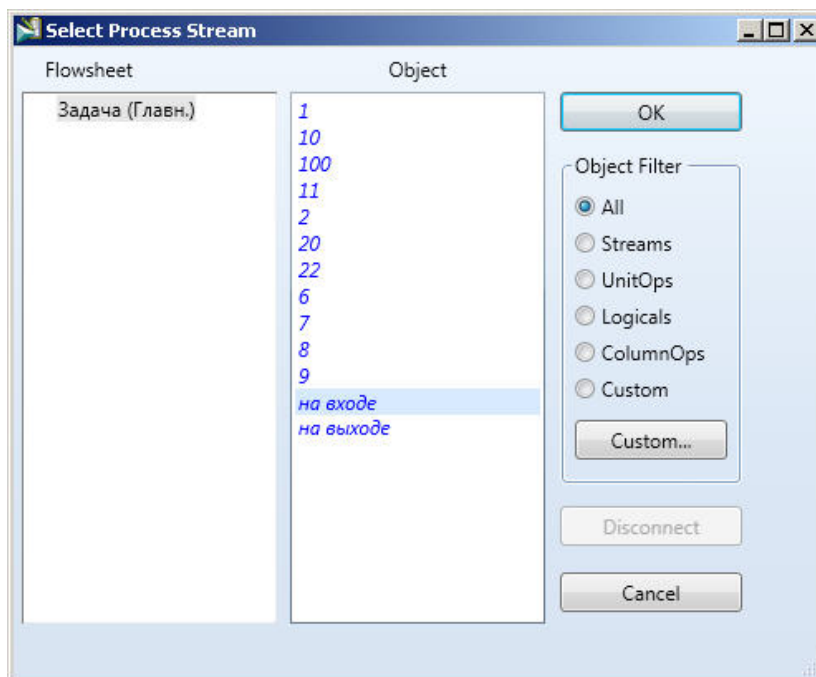 Select Process Stream
Flowsheet
Object
Задача (Главн.)
1
10
100
11
2
20
22
6
7
8
9
на входе
на выходе
OK
Object Filter
All
Streams
UnitOps
Logicals
ColumnOps
Custom
Custom...
Disconnect
Cancel